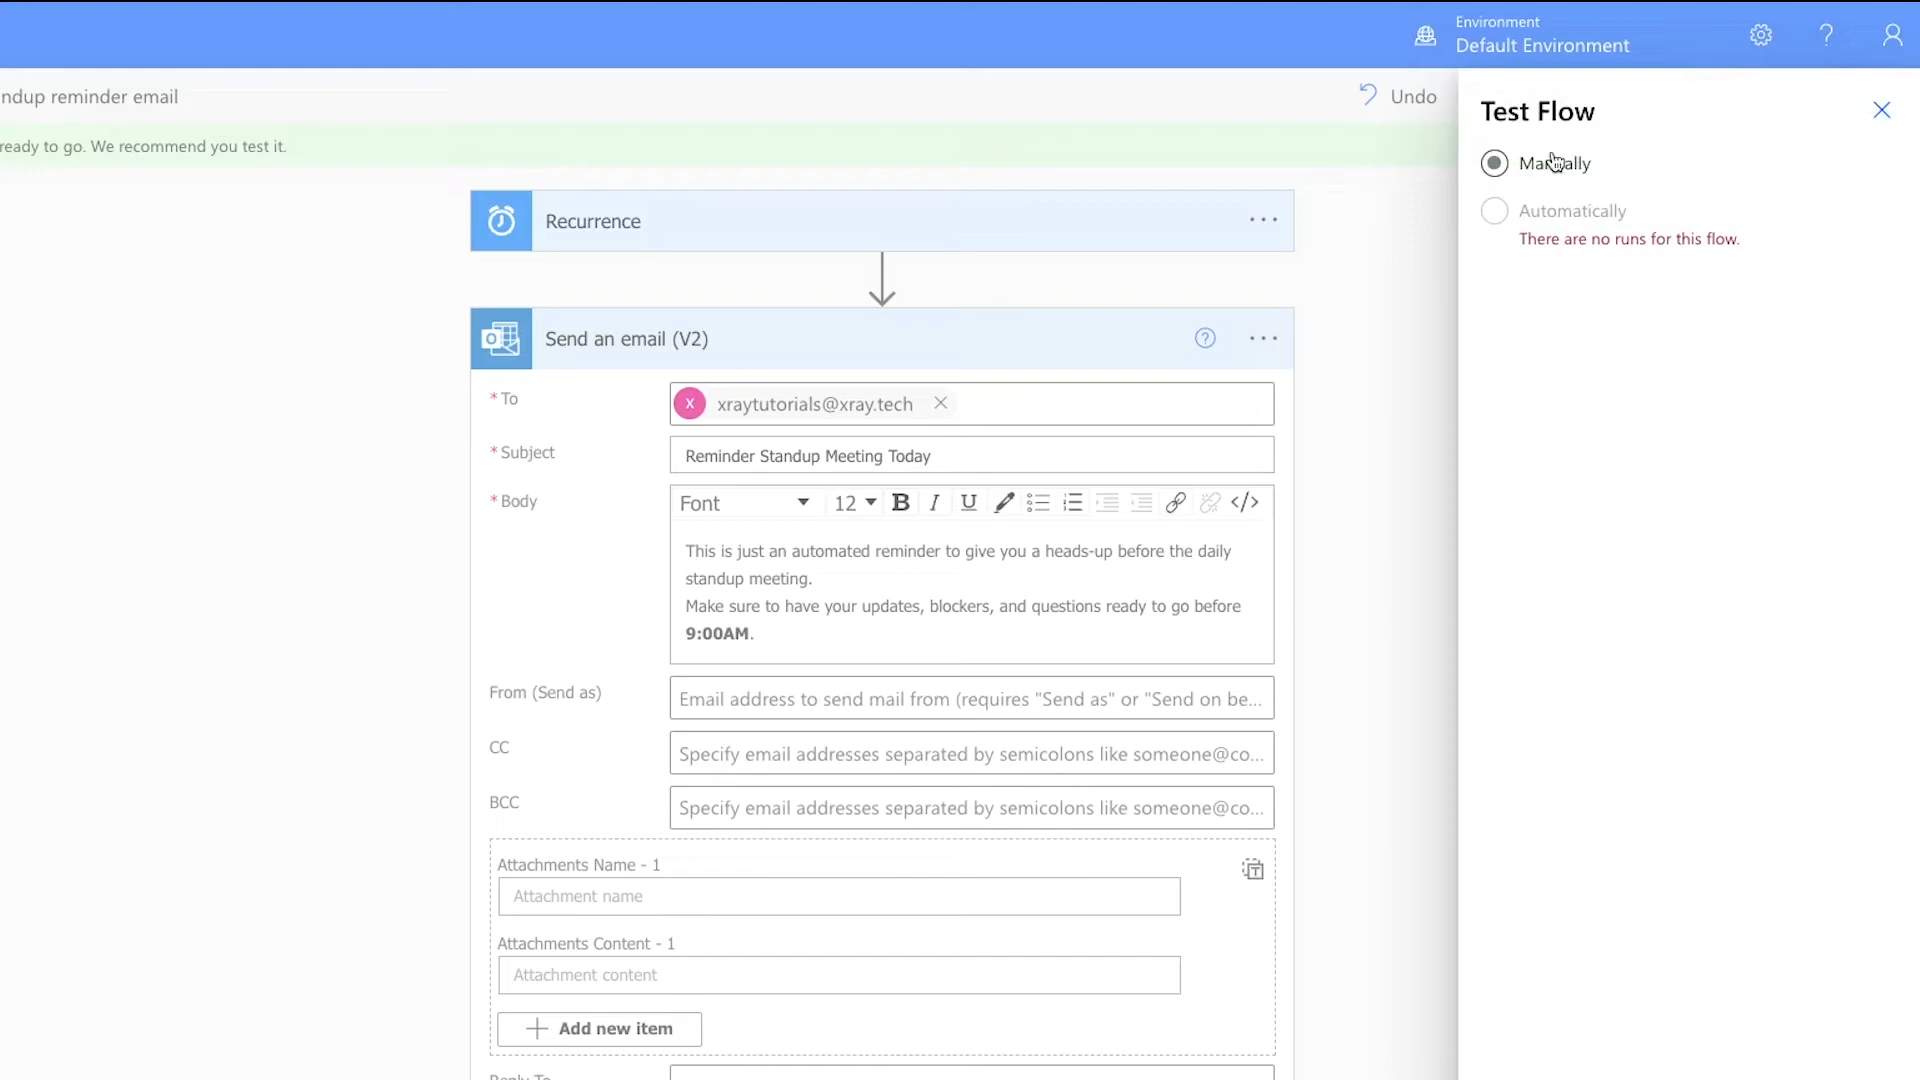 Environment
Default Environment
ndup reminder email
Undo
ready to go. We recommend you test it.
Test Flow
Manually
Automatically
There are no runs for this flow.
Recurrence
Send an email (V2)
* To
X xraytutorials@xray.tech
* Subject
Reminder Standup Meeting Today
* Body
Font 12 B I U </>
This is just an automated reminder to give you a heads-up before the daily
standup meeting.
Make sure to have your updates, blockers, and questions ready to go before
9:00AM.
From (Send as)
Email address to send mail from (requires "Send as" or "Send on be...
CC
Specify email addresses separated by semicolons like someone@co...
BCC
Specify email addresses separated by semicolons like someone@co...
Attachments Name - 1
Attachment name
Attachments Content - 1
Attachment content
Add new item
Reply To